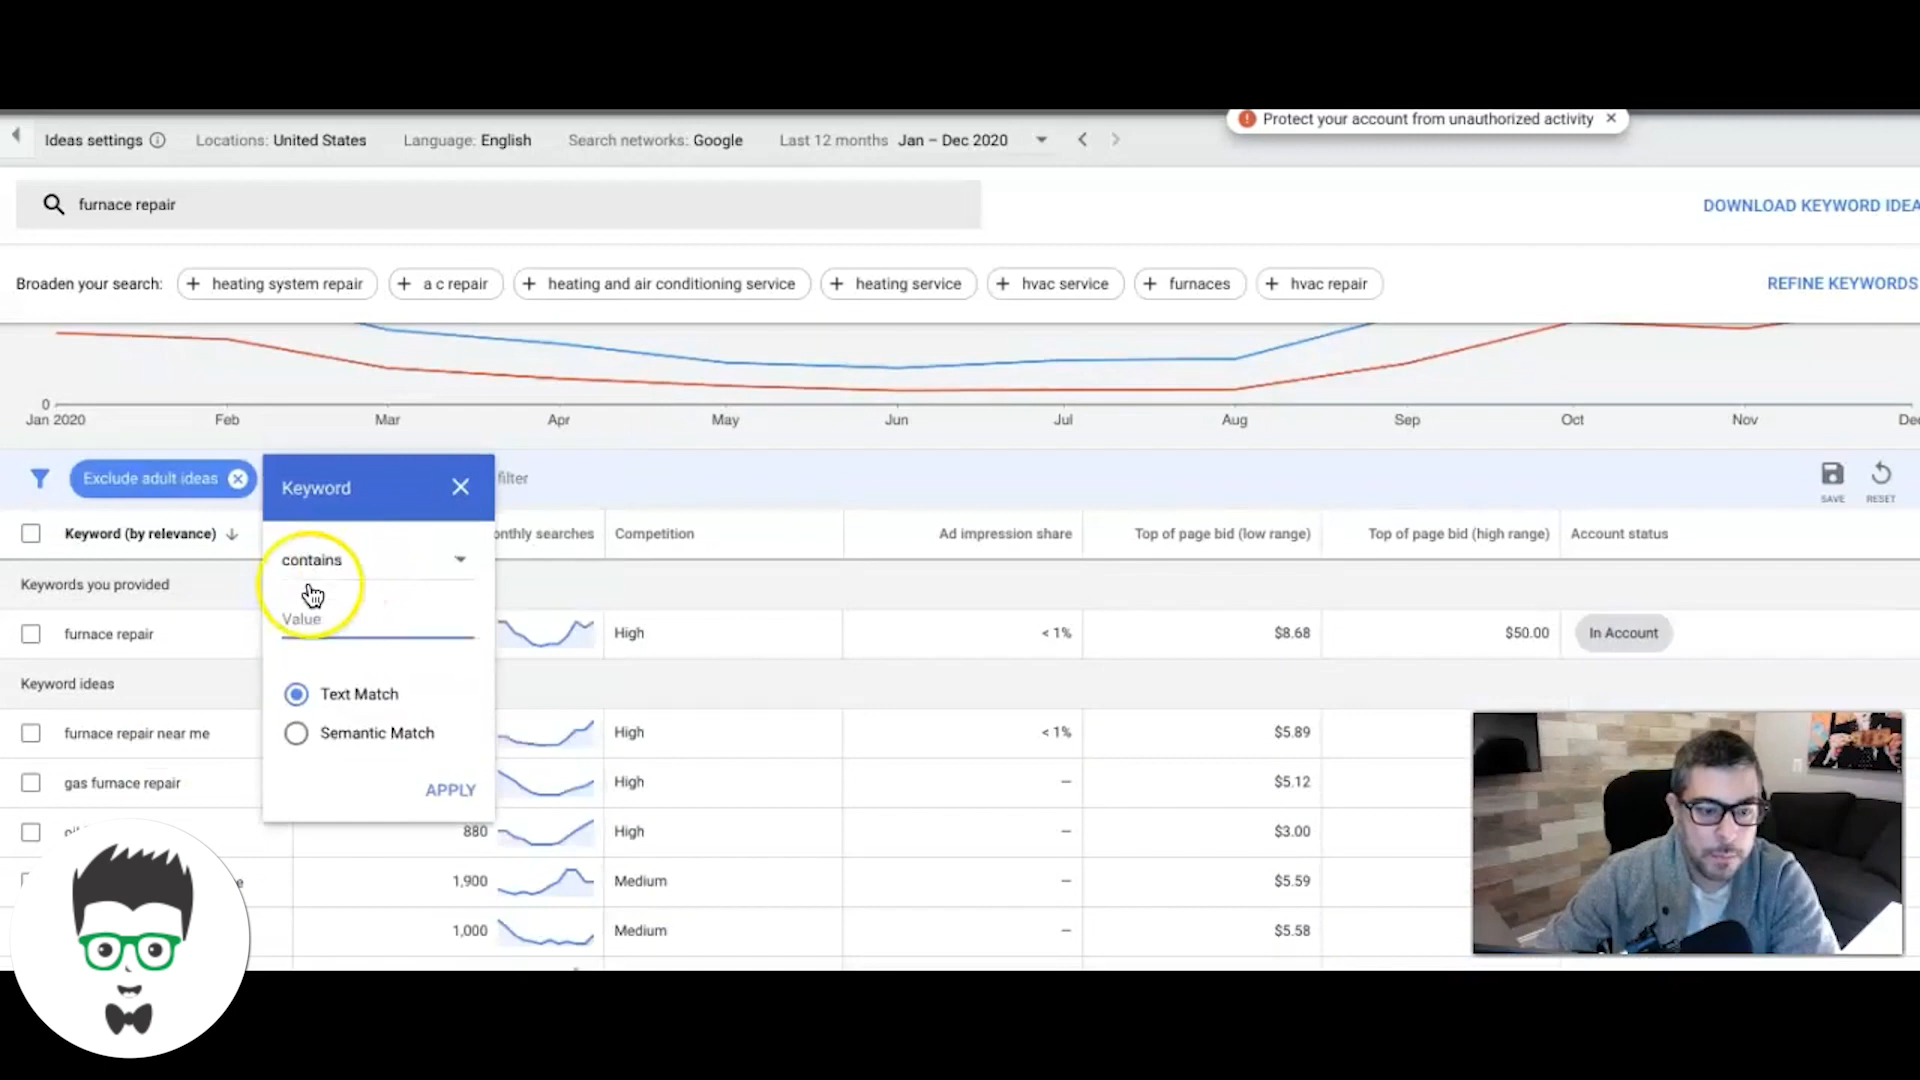 Protect your account from unauthorized activity
Ideas settings Locations: United States Language: English Search networks: Google Last 12 months Jan – Dec 2020
furnace repair
DOWNLOAD KEYWORD IDEA
Broaden your search: + heating system repair + a c repair + heating and air conditioning service + heating service + hvac service + furnaces + hvac repair REFINE KEYWORDS
0
Jan 2020 Feb Mar Apr May Jun Jul Aug Sep Oct Nov Dec
Exclude adult ideas
Keyword
filter
SAVE RESET
Keyword (by relevance) onthly searches Competition Ad impression share Top of page bid (low range) Top of page bid (high range) Account status
contains
Keywords you provided
Value
furnace repair High < 1% $8.68 $50.00 In Account
Keyword ideas
Text Match
furnace repair near me High < 1% $5.89
Semantic Match
gas furnace repair High – $5.12
APPLY
880 High – $3.00
e 1,900 Medium – $5.59
1,000 Medium – $5.58